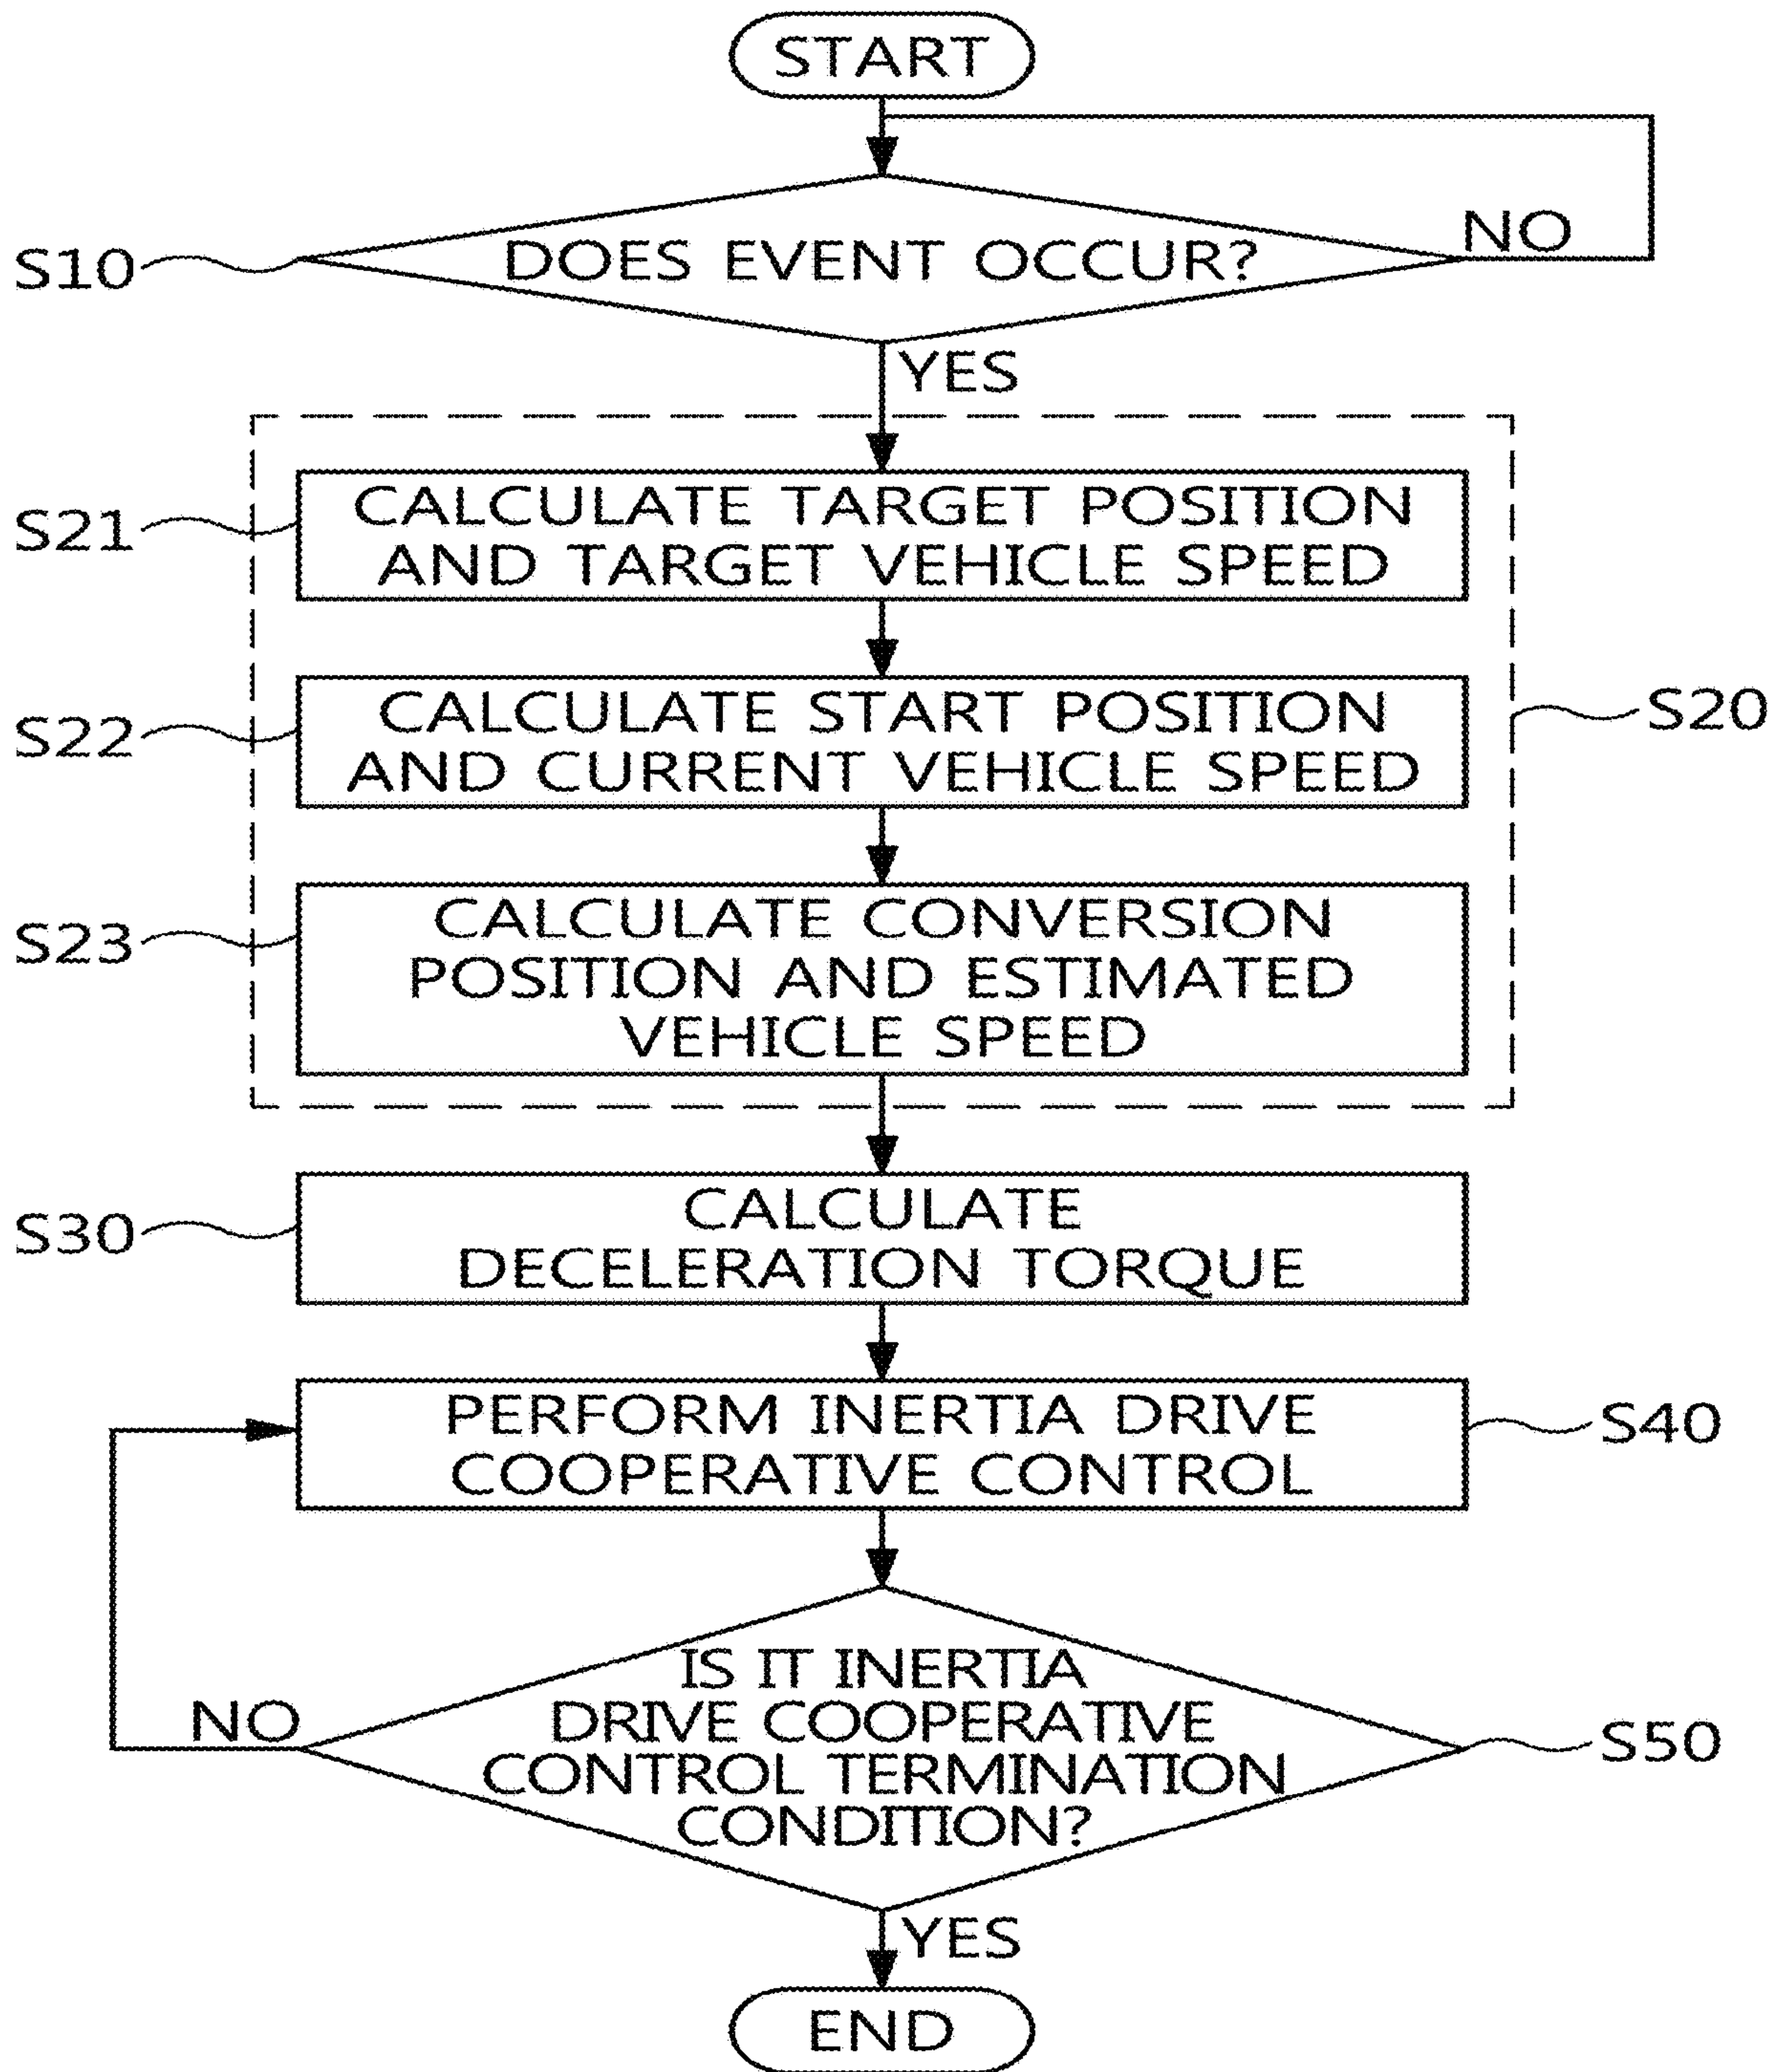 START
DOES EVENT OCCUR?
NO
S10
YES
CALCULATE TARGET POSITION
AND TARGET VEHICLE SPEED
S21
CALCULATE START POSITION
AND CURRENT VEHICLE SPEED
S22
S20
CALCULATE CONVERSION
POSITION AND ESTIMATED
VEHICLE SPEED
S23
CALCULATE
DECELERATION TORQUE
S30
PERFORM INERTIA DRIVE
COOPERATIVE CONTROL
S40
IS IT INERTIA
DRIVE COOPERATIVE
CONTROL TERMINATION
CONDITION?
NO
S50
YES
END